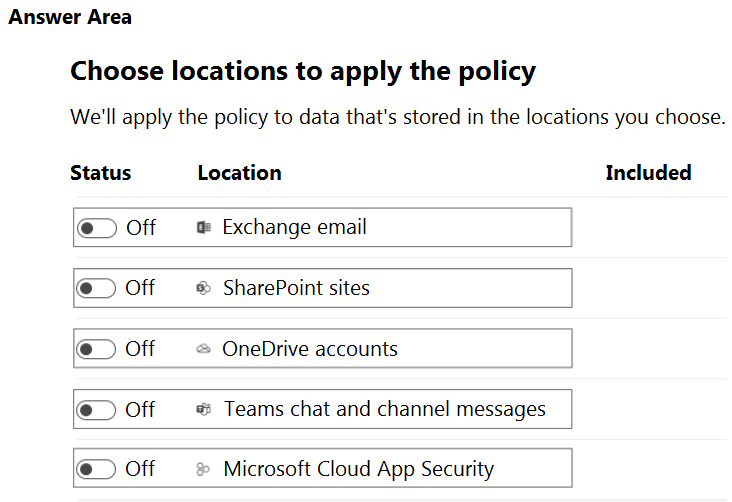 Answer Area
Choose locations to apply the policy
We'll apply the policy to data that's stored in the locations you choose.
Status Location Included
Off Exchange email
Off SharePoint sites
Off OneDrive accounts
Off Teams chat and channel messages
Off Microsoft Cloud App Security